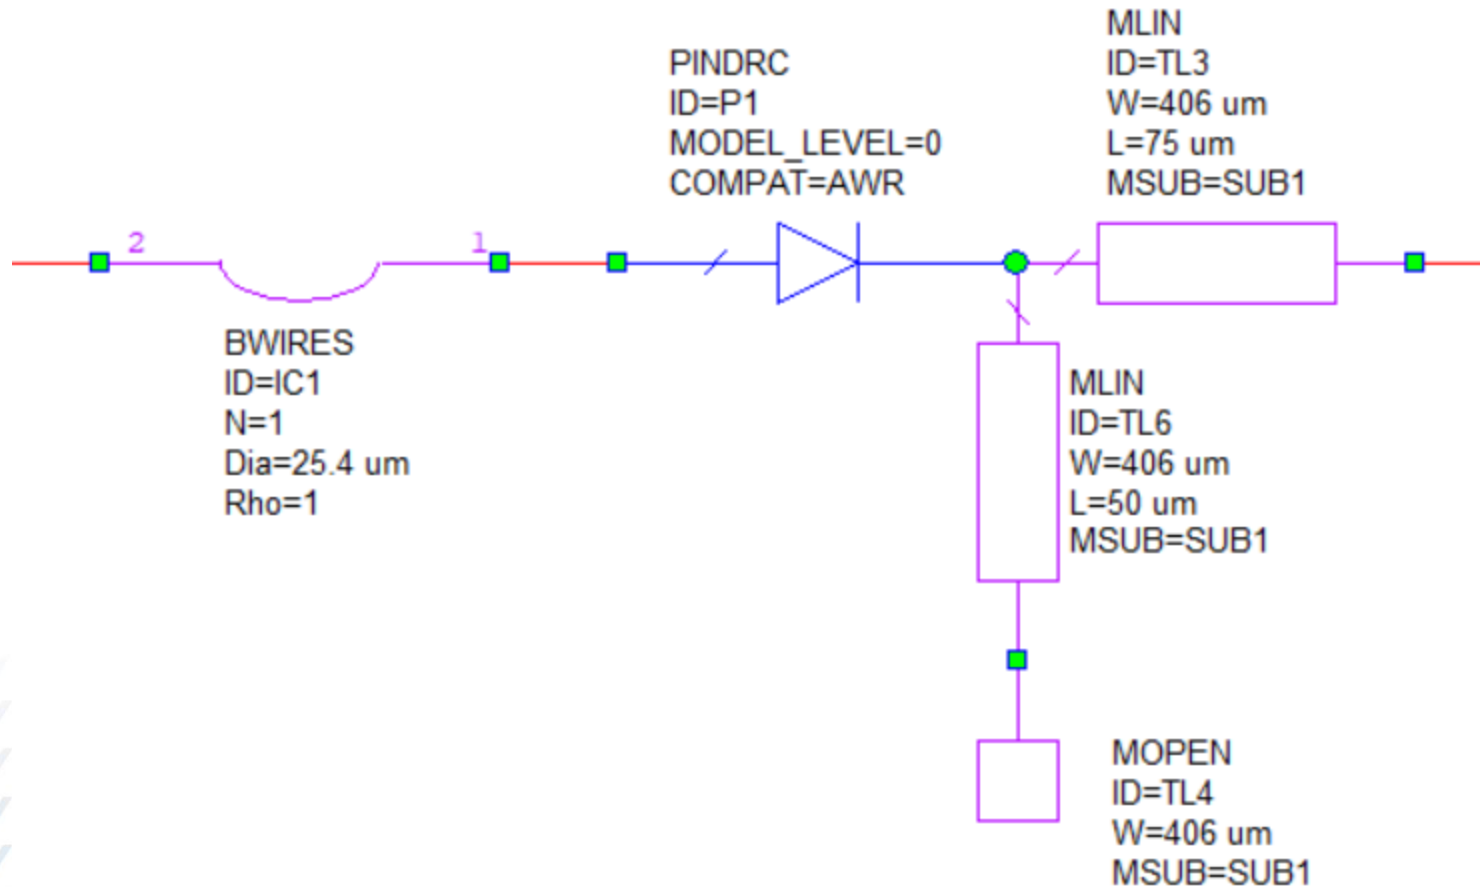 MLIN
ID=TL3
W=406 um
L=75 um
MSUB=SUB1
PINDRC
ID=P1
MODEL_LEVEL=0
COMPAT=AWR
2
1
BWIRES
ID=IC1
N=1
Dia=25.4 um
Rho=1
MLIN
ID=TL6
W=406 um
L=50 um
MSUB=SUB1
MOPEN
ID=TL4
W=406 um
MSUB=SUB1